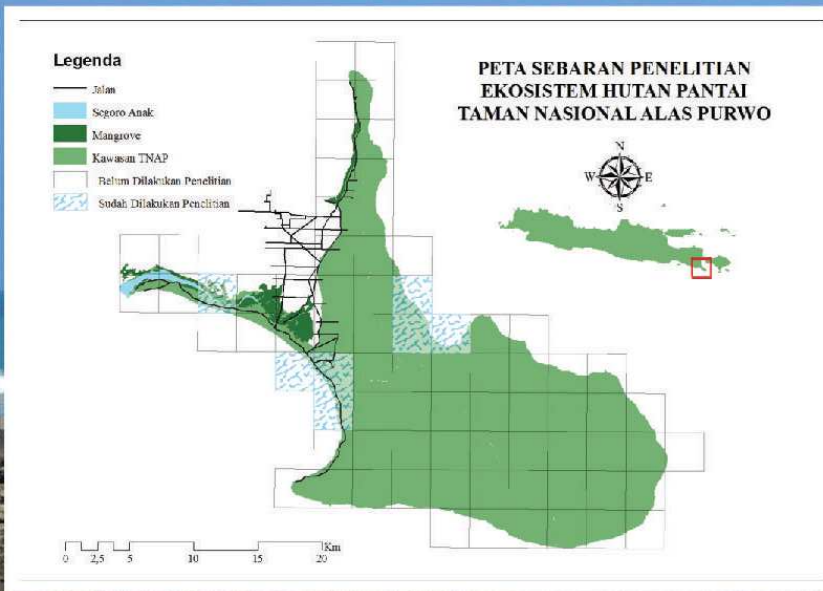 Legenda
Jalan
Segoro Anak
Mangrove
Kawasan TNAP
Belum Dilakukan Penelitian
Sudah Dilakukan Penelitian
PETA SEBARAN PENELITIAN
EKOSISTEM HUTAN PANTAI
TAMAN NASIONAL ALAS PURWO
N
W E
S
Km
0 2,5 5 10 15 20